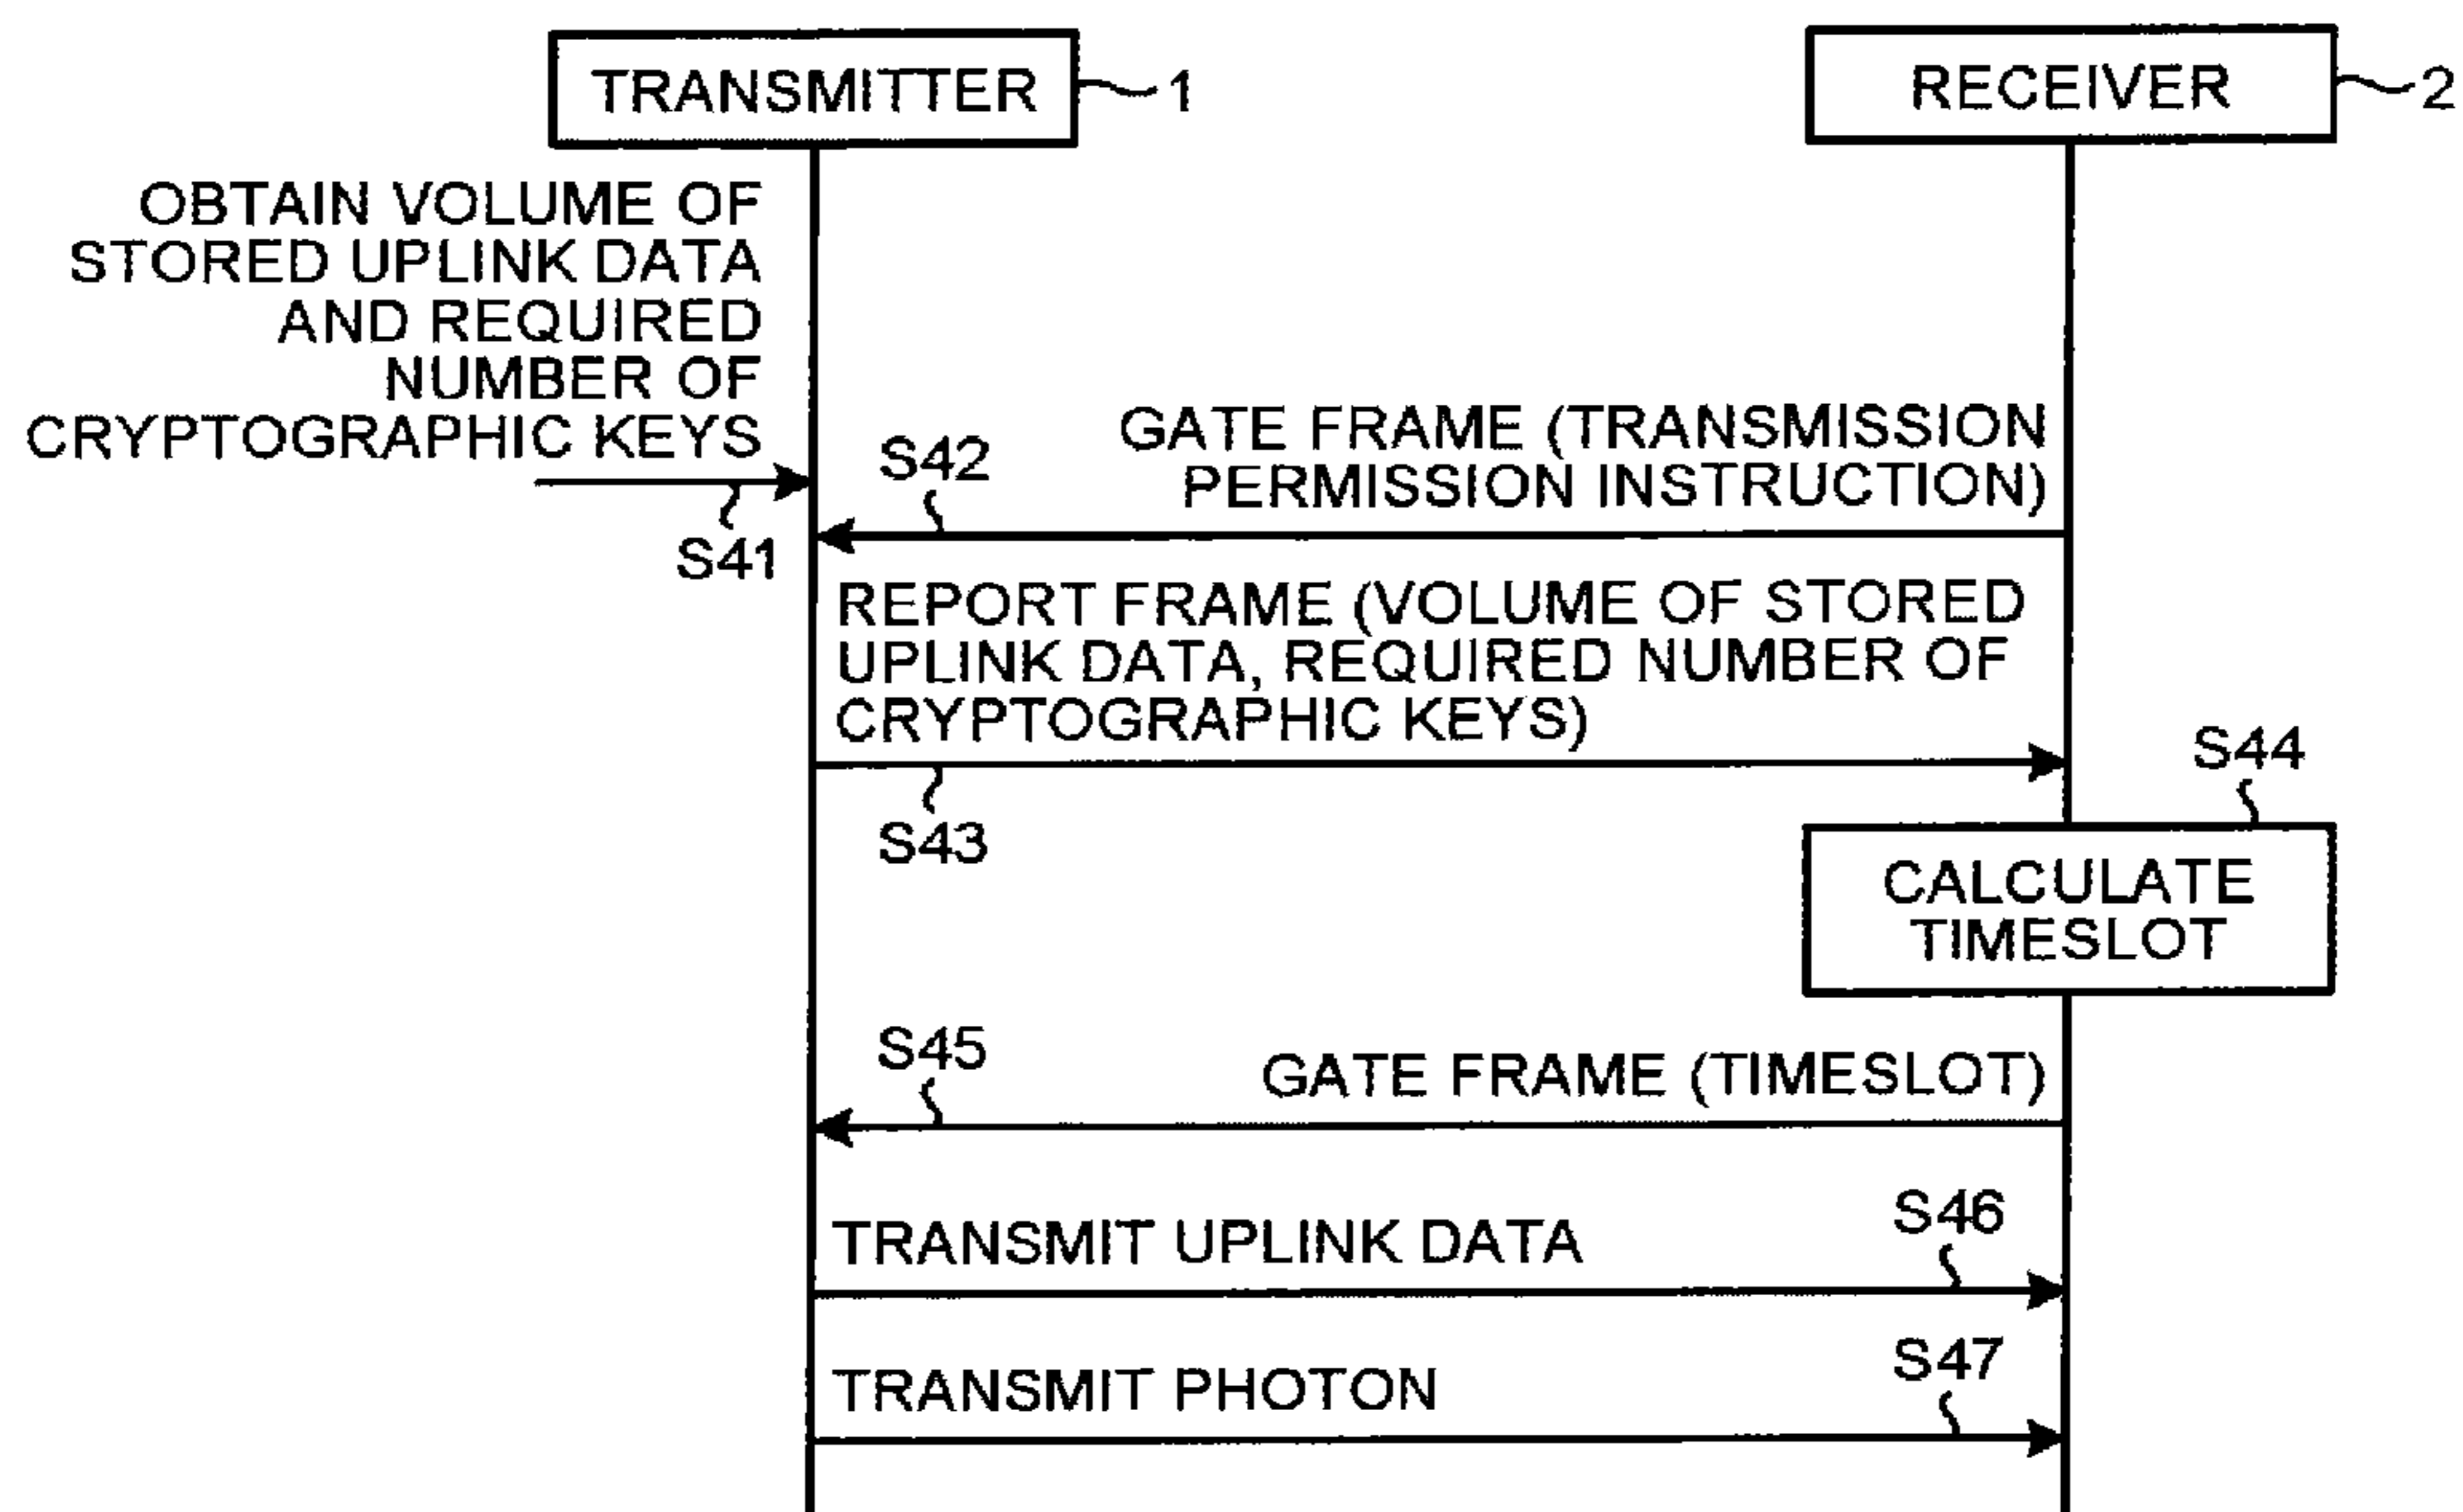 TRANSMITTER
1
RECEIVER
2
OBTAIN VOLUME OF
STORED UPLINK DATA
AND REQUIRED
NUMBER OF
CRYPTOGRAPHIC KEYS
S41
S42
GATE FRAME (TRANSMISSION
PERMISSION INSTRUCTION)
REPORT FRAME (VOLUME OF STORED
UPLINK DATA, REQUIRED NUMBER OF
CRYPTOGRAPHIC KEYS)
S43
S44
CALCULATE
TIMESLOT
S45
GATE FRAME (TIMESLOT)
TRANSMIT UPLINK DATA
S46
TRANSMIT PHOTON
S47